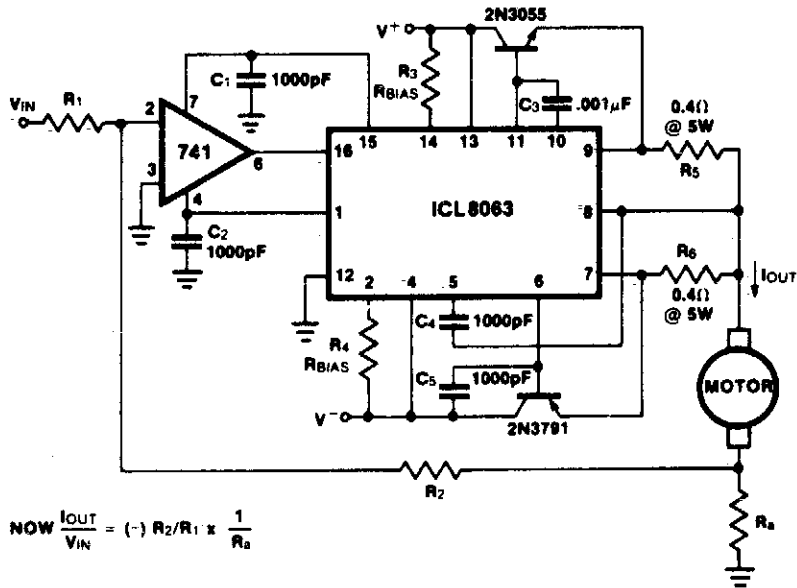 2N3055
V+
R3
RBIAS
C1
1000pF
C3
.001µF
VIN
R1
2
7
741
3
6
4
C2
1000pF
16
15
14
13
11
10
9
1
ICL8063
8
12
2
4
5
6
7
0.4Ω
@ 5W
R5
R6
0.4Ω
@ 5W
IOUT
R4
RBIAS
C4
1000pF
C5
1000pF
V-
2N3791
MOTOR
R2
Ra
NOW IOUT/VIN = (-) R2/R1 x 1/Ra